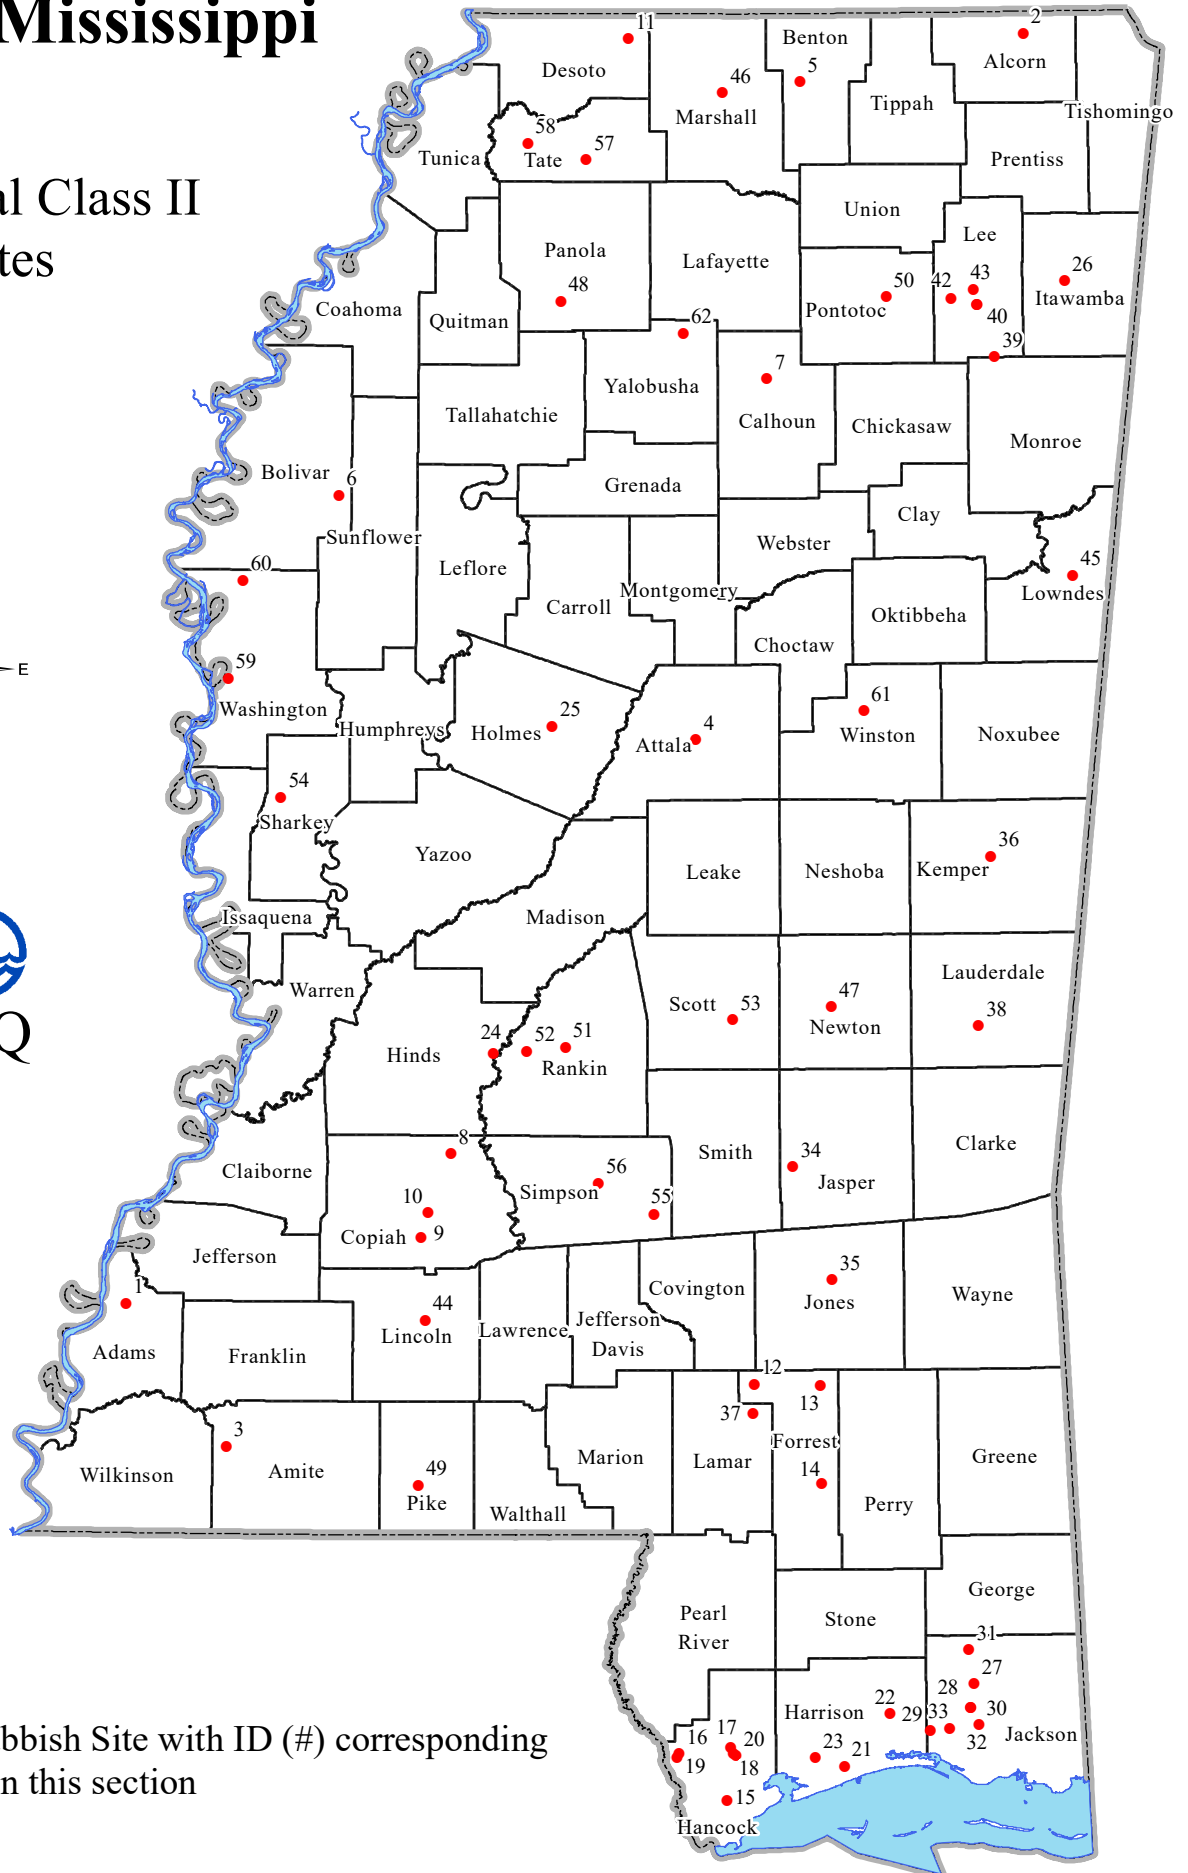 Mississippi
al Class II
tes
E
Q
bbish Site with ID (#) corresponding
n this section
11
2
Benton
Desoto
46
5
Alcorn
Marshall
Tippah
Tishomingo
58
57
Tunica
Tate
Prentiss
Union
Lee
Panola
Lafayette
48
50
42
43
26
Coahoma
Quitman
Pontotoc
40
Itawamba
62
39
7
Yalobusha
Tallahatchie
Calhoun
Chickasaw
Monroe
Bolivar
6
Grenada
Clay
Sunflower
Webster
60
Leflore
Montgomery
45
Carroll
Lowndes
Oktibbeha
Choctaw
59
Washington
Humphreys
Holmes
25
Attala
4
61
Winston
Noxubee
54
Sharkey
Yazoo
Leake
Neshoba
Kemper
36
Issaquena
Madison
Warren
Lauderdale
Scott
53
47
Newton
38
Hinds
24
52
51
Rankin
8
Claiborne
Smith
34
Jasper
Clarke
56
Simpson
55
10
Copiah
9
Jefferson
1
44
Lincoln
Lawrence
Jefferson
Davis
Covington
35
Jones
Wayne
Adams
Franklin
12
13
37
3
Wilkinson
Amite
49
Pike
Walthall
Marion
Lamar
Forrest
14
Perry
Greene
Pearl
River
Stone
George
31
27
28
22
29
33
30
Harrison
32
Jackson
16
17
20
19
18
23
21
15
Hancock